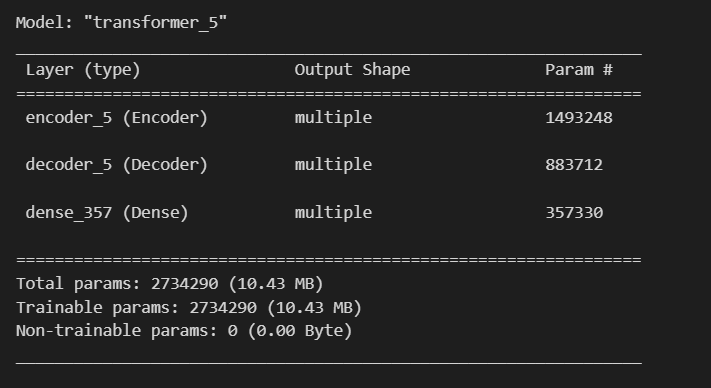 Model: "transformer_5"
Layer (type) Output Shape Param #
encoder_5 (Encoder) multiple 1493248
decoder_5 (Decoder) multiple 883712
dense_357 (Dense) multiple 357330
Total params: 2734290 (10.43 MB)
Trainable params: 2734290 (10.43 MB)
Non-trainable params: 0 (0.00 Byte)